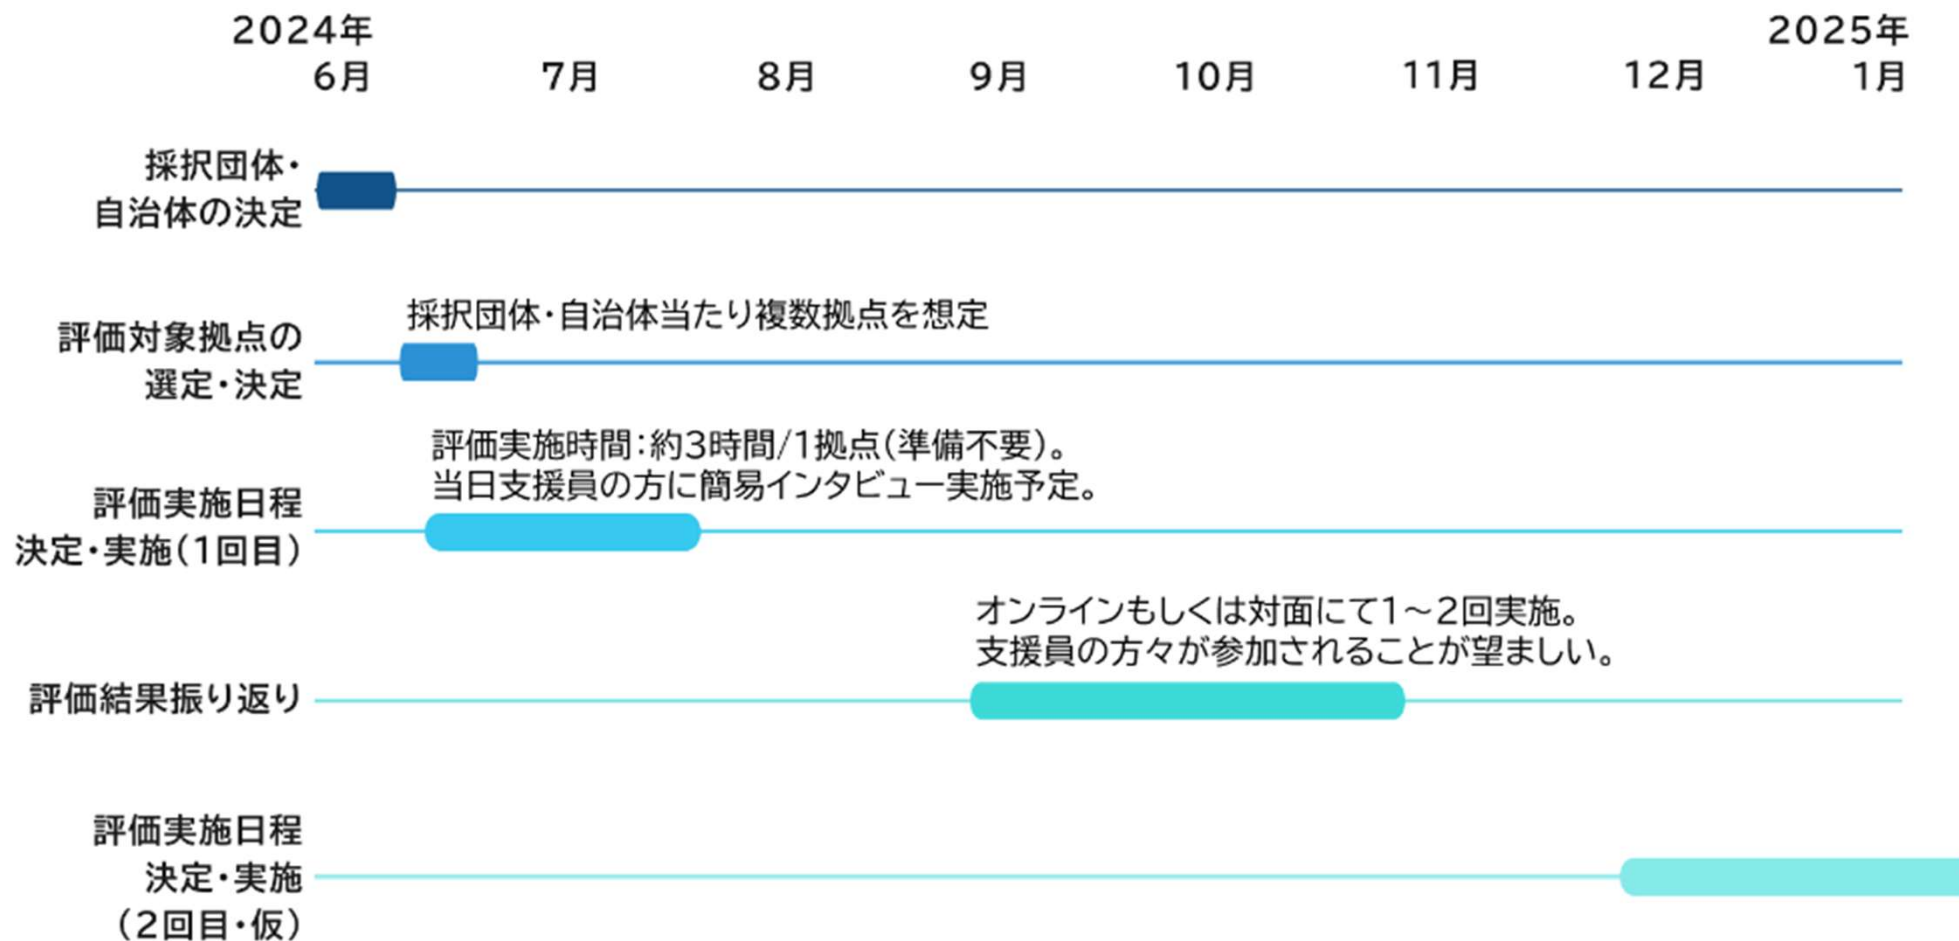 2024年
2025年
6月
7月
8月
9月
10月
11月
12月
1月
採択団体・
自治体の決定
採択団体・自治体当たり複数拠点を想定
評価対象拠点の
選定・決定
評価実施時間：約3時間/1拠点（準備不要）。
当日支援員の方に簡易インタビュー実施予定。
評価実施日程
決定・実施（1回目）
オンラインもしくは対面にて1～2回実施。
支援員の方々が参加されることが望ましい。
評価結果振り返り
評価実施日程
決定・実施
（2回目・仮）